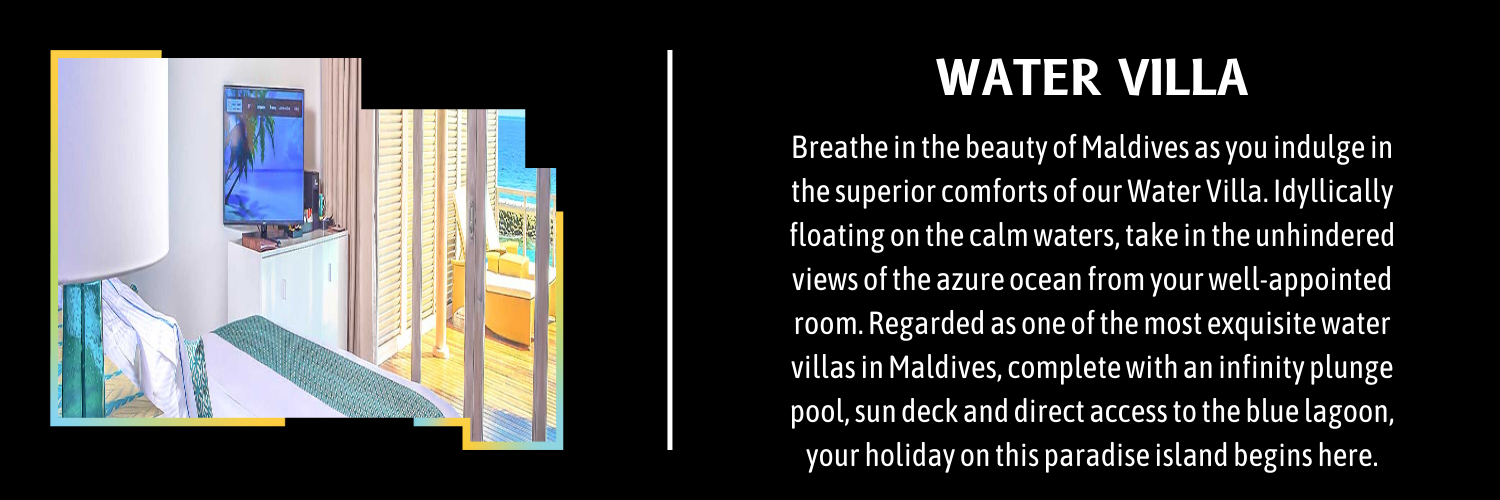 WATER VILLA
Breathe in the beauty of Maldives as you indulge in
the superior comforts of our Water Villa. Idyllically
floating on the calm waters, take in the unhindered
views of the azure ocean from your well-appointed
room. Regarded as one of the most exquisite water
villas in Maldives, complete with an infinity plunge
pool, sun deck and direct access to the blue lagoon,
your holiday on this paradise island begins here.